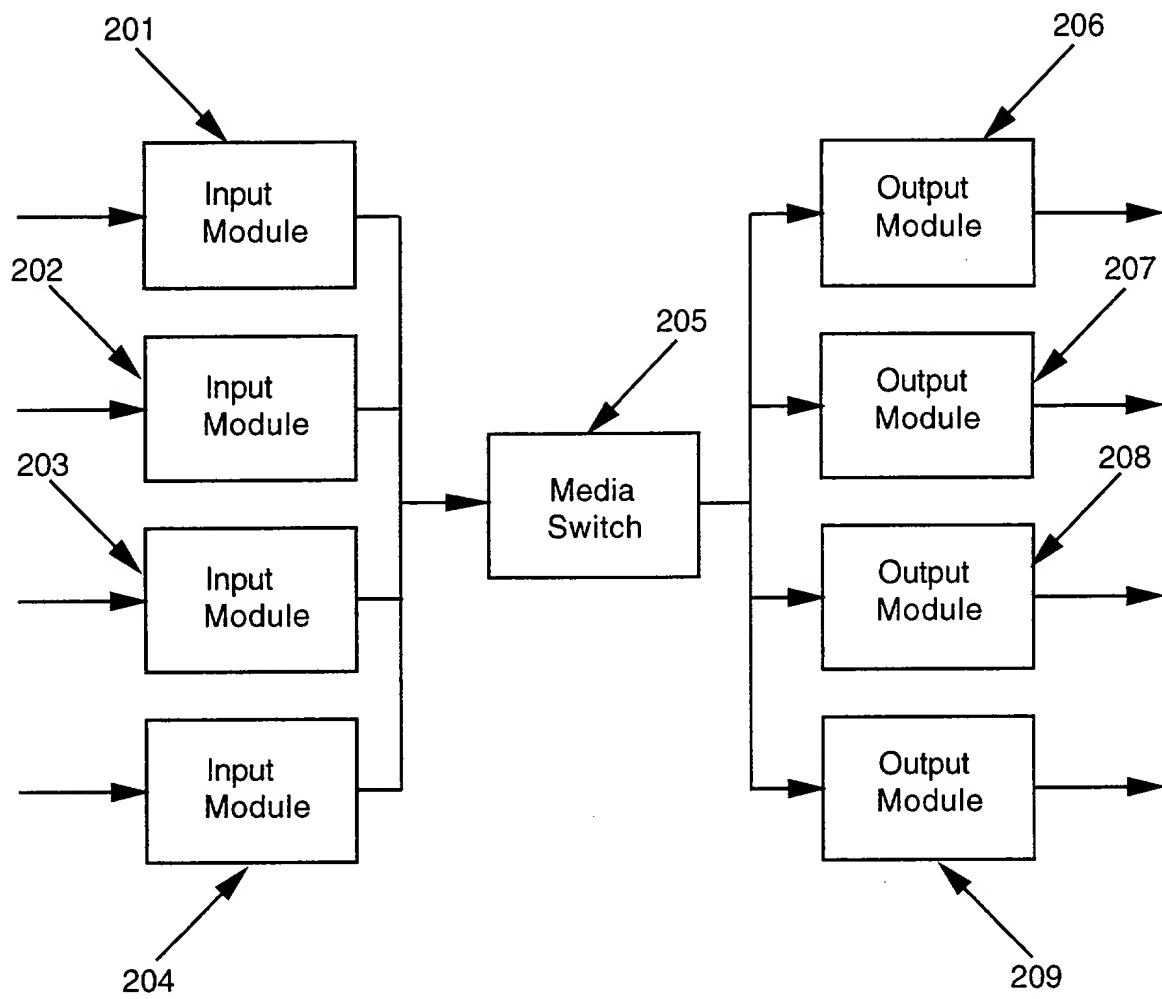 201
206
Input
Module
Output
Module
202
207
205
Input
Module
Output
Module
203
208
Media
Switch
Input
Module
Output
Module
Input
Module
Output
Module
204
209